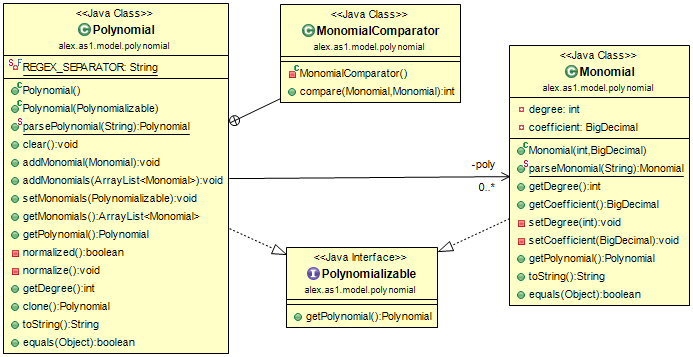 <<Java Class>>
Polynomial
alex.as1.model.polynomial
REGEX_SEPARATOR: String
Polynomial()
Polynomial(Polynomializable)
parsePolynomial(String):Polynomial
clear():void
addMonomial(Monomial):void
addMonomials(ArrayList<Monomial>):void
setMonomials(Polynomializable):void
getMonomials():ArrayList<Monomial>
getPolynomial():Polynomial
normalized():boolean
normalize():void
getDegree():int
clone():Polynomial
toString():String
equals(Object):boolean
<<Java Class>>
MonomialComparator
alex.as1.model.polynomial
MonomialComparator()
compare(Monomial,Monomial):int
-poly
0..*
<<Java Interface>>
Polynomializable
alex.as1.model.polynomial
getPolynomial():Polynomial
<<Java Class>>
Monomial
alex.as1.model.polynomial
degree: int
coefficient: BigDecimal
Monomial(int,BigDecimal)
parseMonomial(String):Monomial
getDegree():int
getCoefficient():BigDecimal
setDegree(int):void
setCoefficient(BigDecimal):void
getPolynomial():Polynomial
toString():String
equals(Object):boolean